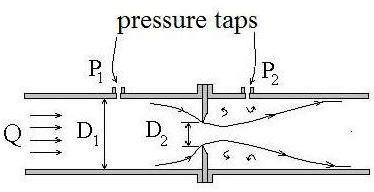 pressure taps
P1 P2
Q D1 D2